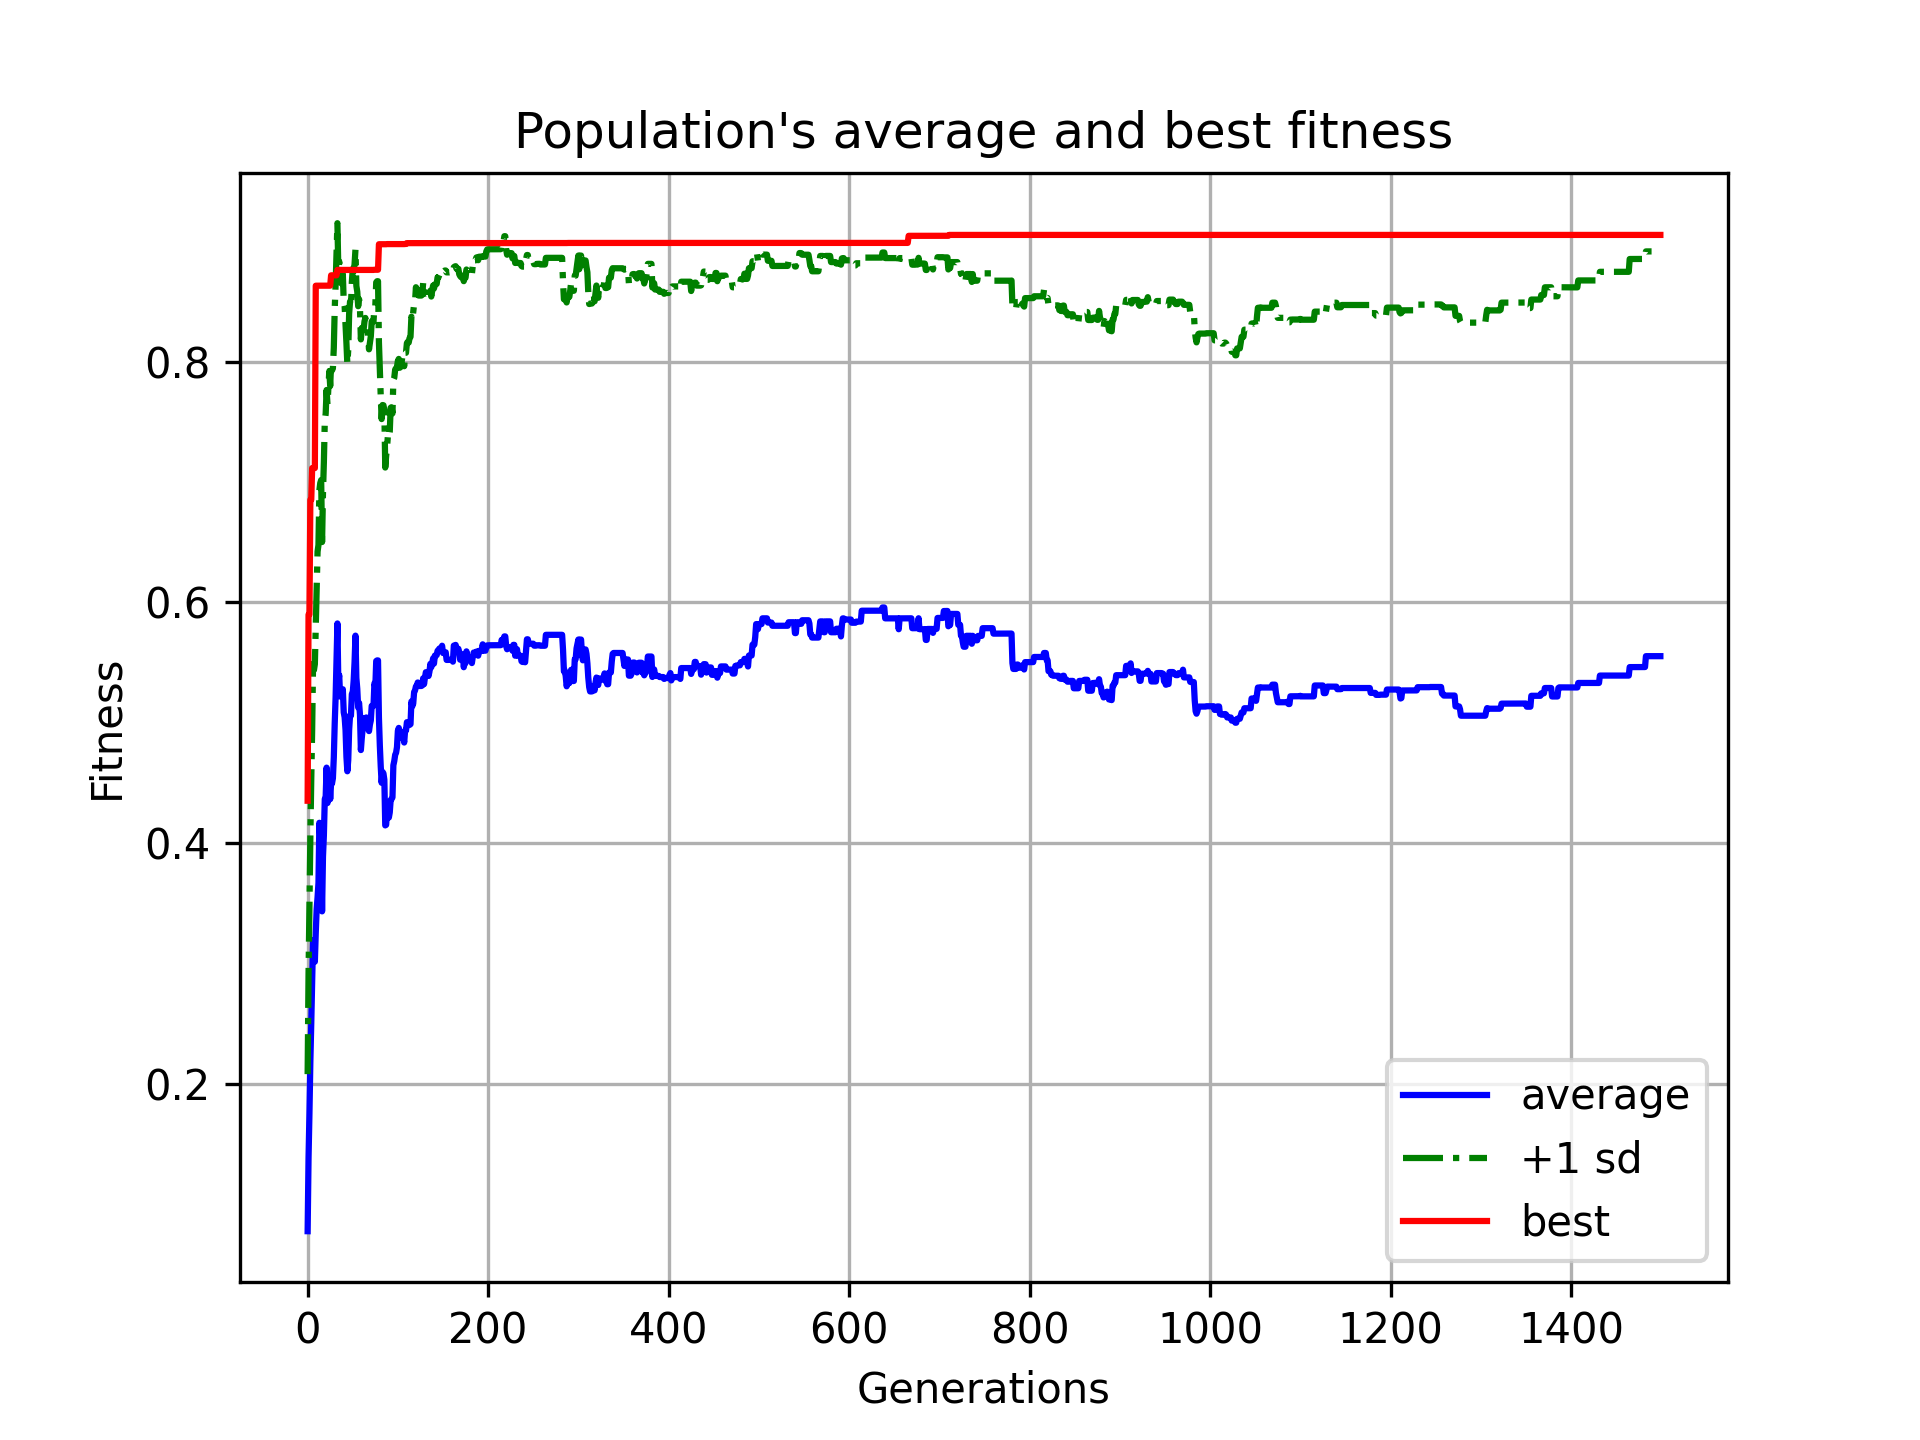 Population's average and best fitness
Fitness
0.8
0.6
0.4
0.2
0 200 400 600 800 1000 1200 1400
Generations
average
+1 sd
best